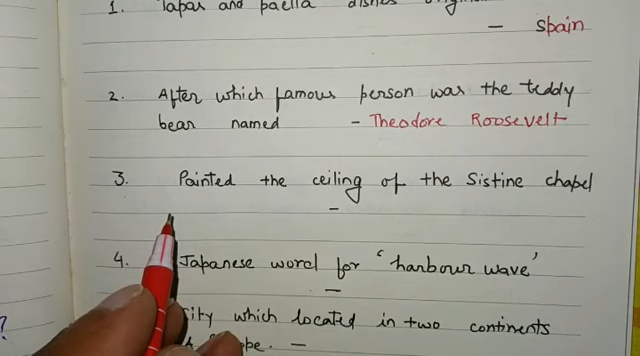 1. Tapas and paella dishes
– spain
2. After which famous person was the teddy
bear named – Theodore Roosevelt
3. Painted the ceiling of the Sistine chapel
–
4. Japanese word for 'harbour wave'
–
City which located in two continents
–
?